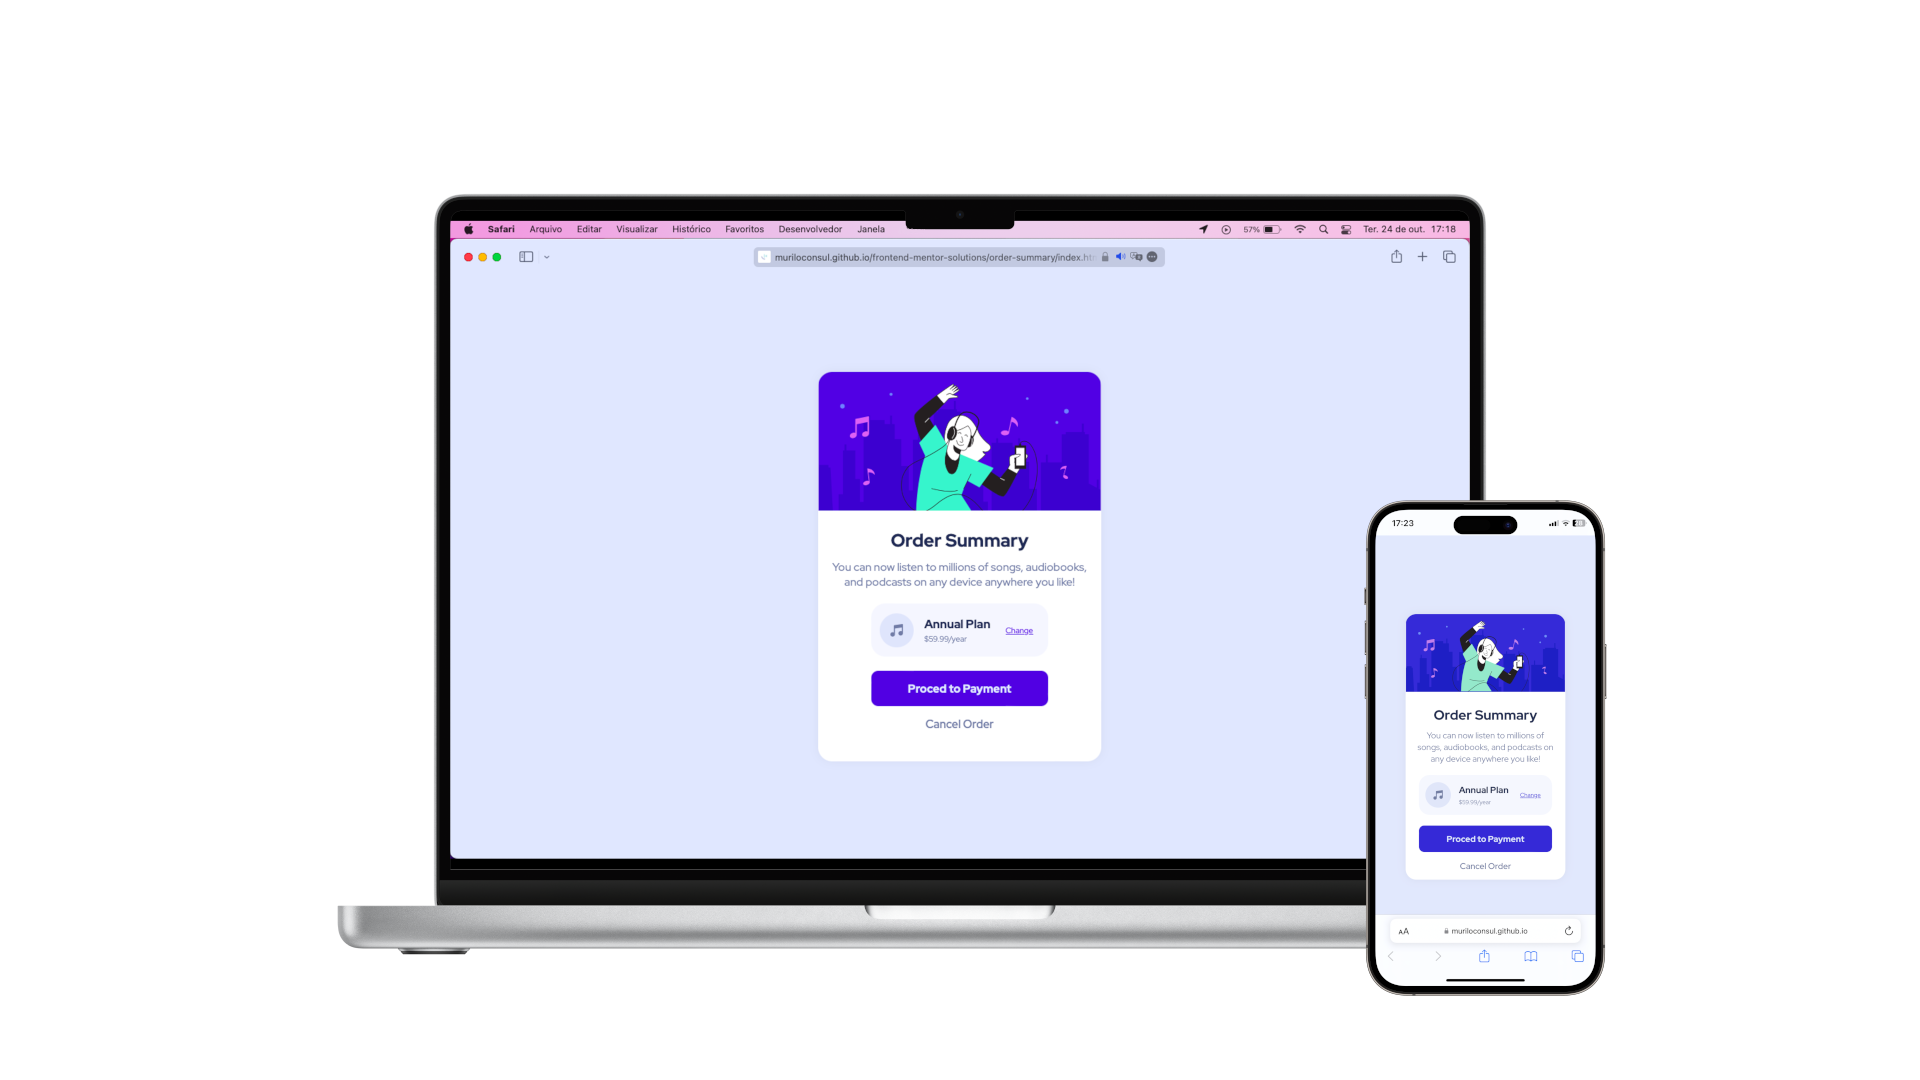 Safari Arquivo Editar Visualizar Histórico Favoritos Desenvolvedor Janela 57% Ter. 24 de out. 17:18
muriloconsul.github.io/frontend-mentor-solutions/order-summary/index.ht
Order Summary
You can now listen to millions of songs, audiobooks,
and podcasts on any device anywhere you like!
Annual Plan
$59.99/year
Change
Proced to Payment
Cancel Order
17:23
Order Summary
You can now listen to millions of
songs, audiobooks, and podcasts on
any device anywhere you like!
Annual Plan
$59.99/year
Change
Proced to Payment
Cancel Order
AA muriloconsul.github.io